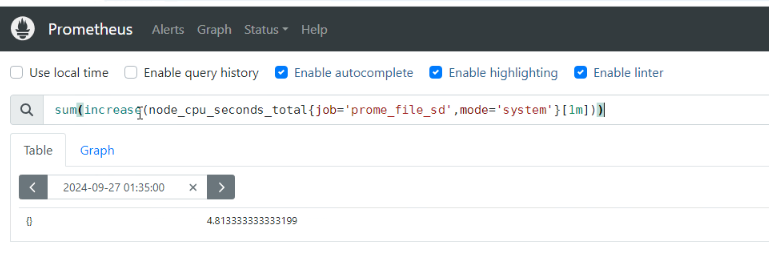 Prometheus Alerts Graph Status Help
Use local time Enable query history Enable autocomplete Enable highlighting Enable linter
sum(increase(node_cpu_seconds_total{job='prome_file_sd',mode='system'}[1m]))
Table Graph
2024-09-27 01:35:00
{} 4.813333333333199